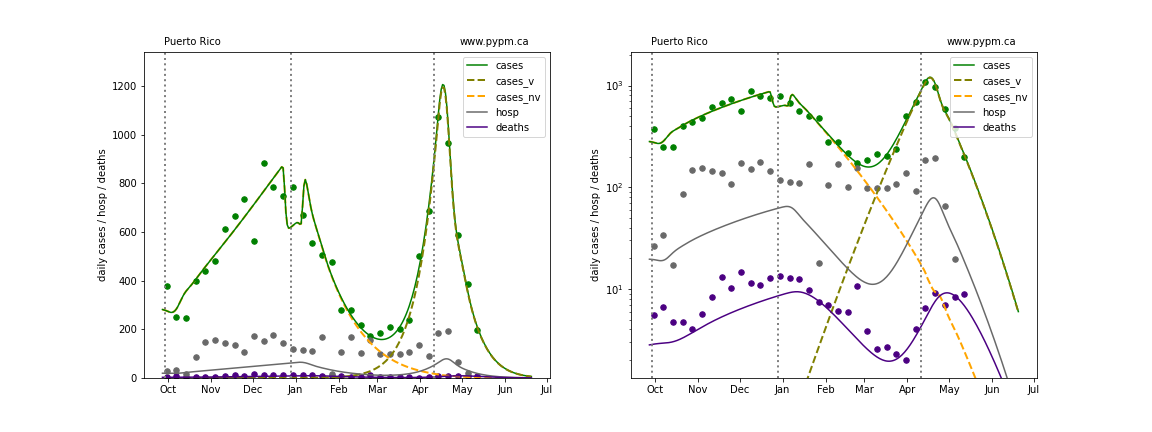 Puerto Rico www.pypm.ca
cases
cases_v
cases_nv
hosp
deaths
daily cases / hosp / deaths
1200
1000
800
600
400
200
0
Oct Nov Dec Jan Feb Mar Apr May Jun Jul
Puerto Rico www.pypm.ca
cases
cases_v
cases_nv
hosp
deaths
daily cases / hosp / deaths
10³
10²
10¹
Oct Nov Dec Jan Feb Mar Apr May Jun Jul